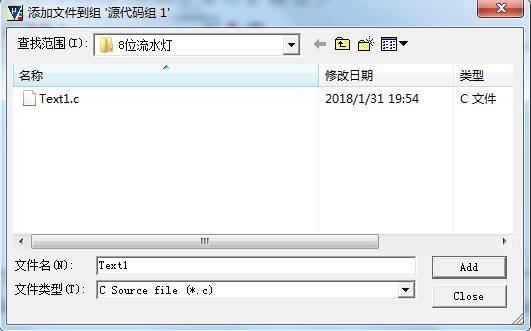 添加文件到组 '源代码组 1'
查找范围(I): 8位流水灯
名称 修改日期 类型
Text1.c 2018/1/31 19:54 C 文件
文件名(N): Text1 Add
文件类型(T): C Source file (*.c) Close